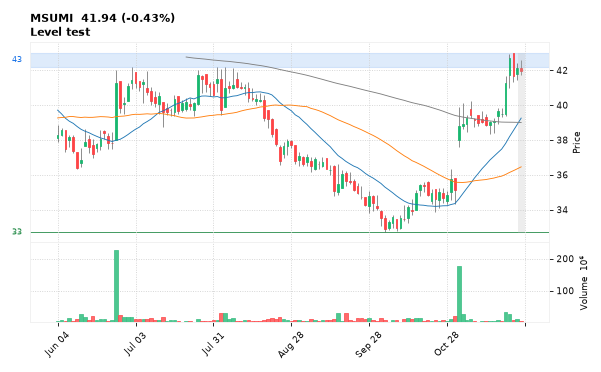 MSUMI 41.94 (-0.43%)
Level test
43
33
42
40
38
36
34
Price
200
100
Volume 10⁶
Jun 04
Jul 03
Jul 31
Aug 28
Sep 28
Oct 28